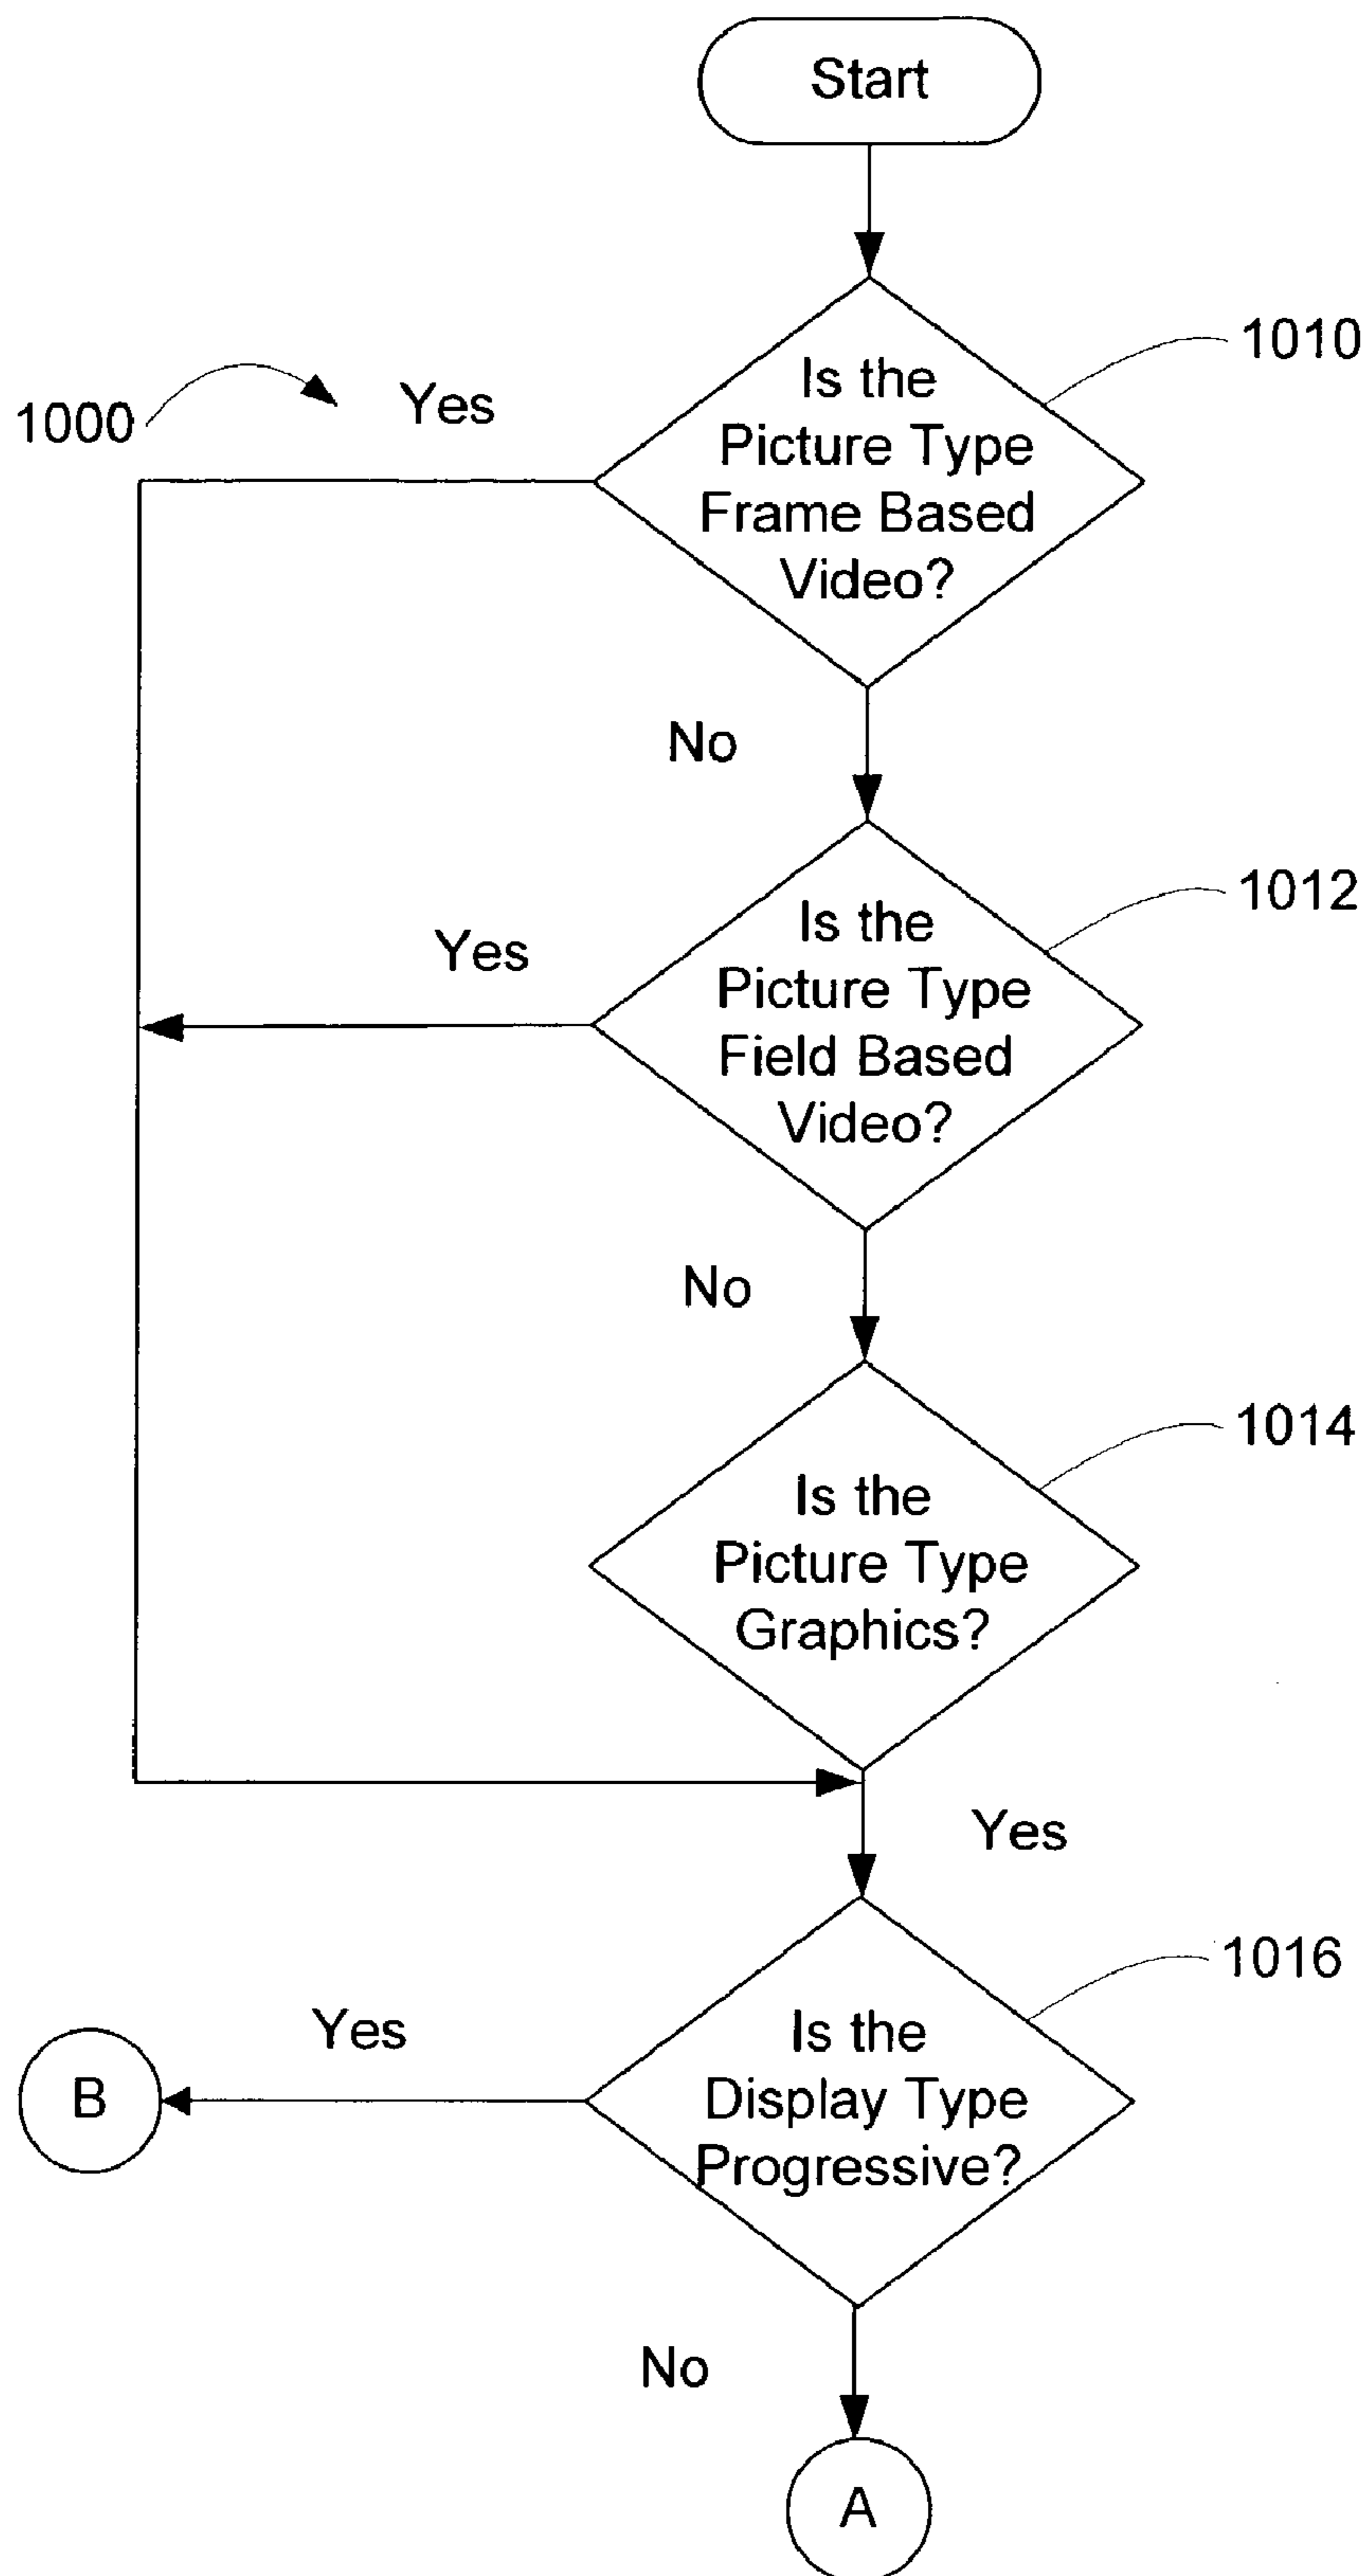 Start
1010
Is the
Picture Type
Frame Based
Video?
1000
Yes
No
1012
Is the
Picture Type
Field Based
Video?
Yes
No
1014
Is the
Picture Type
Graphics?
Yes
1016
Is the
Display Type
Progressive?
Yes
B
No
A